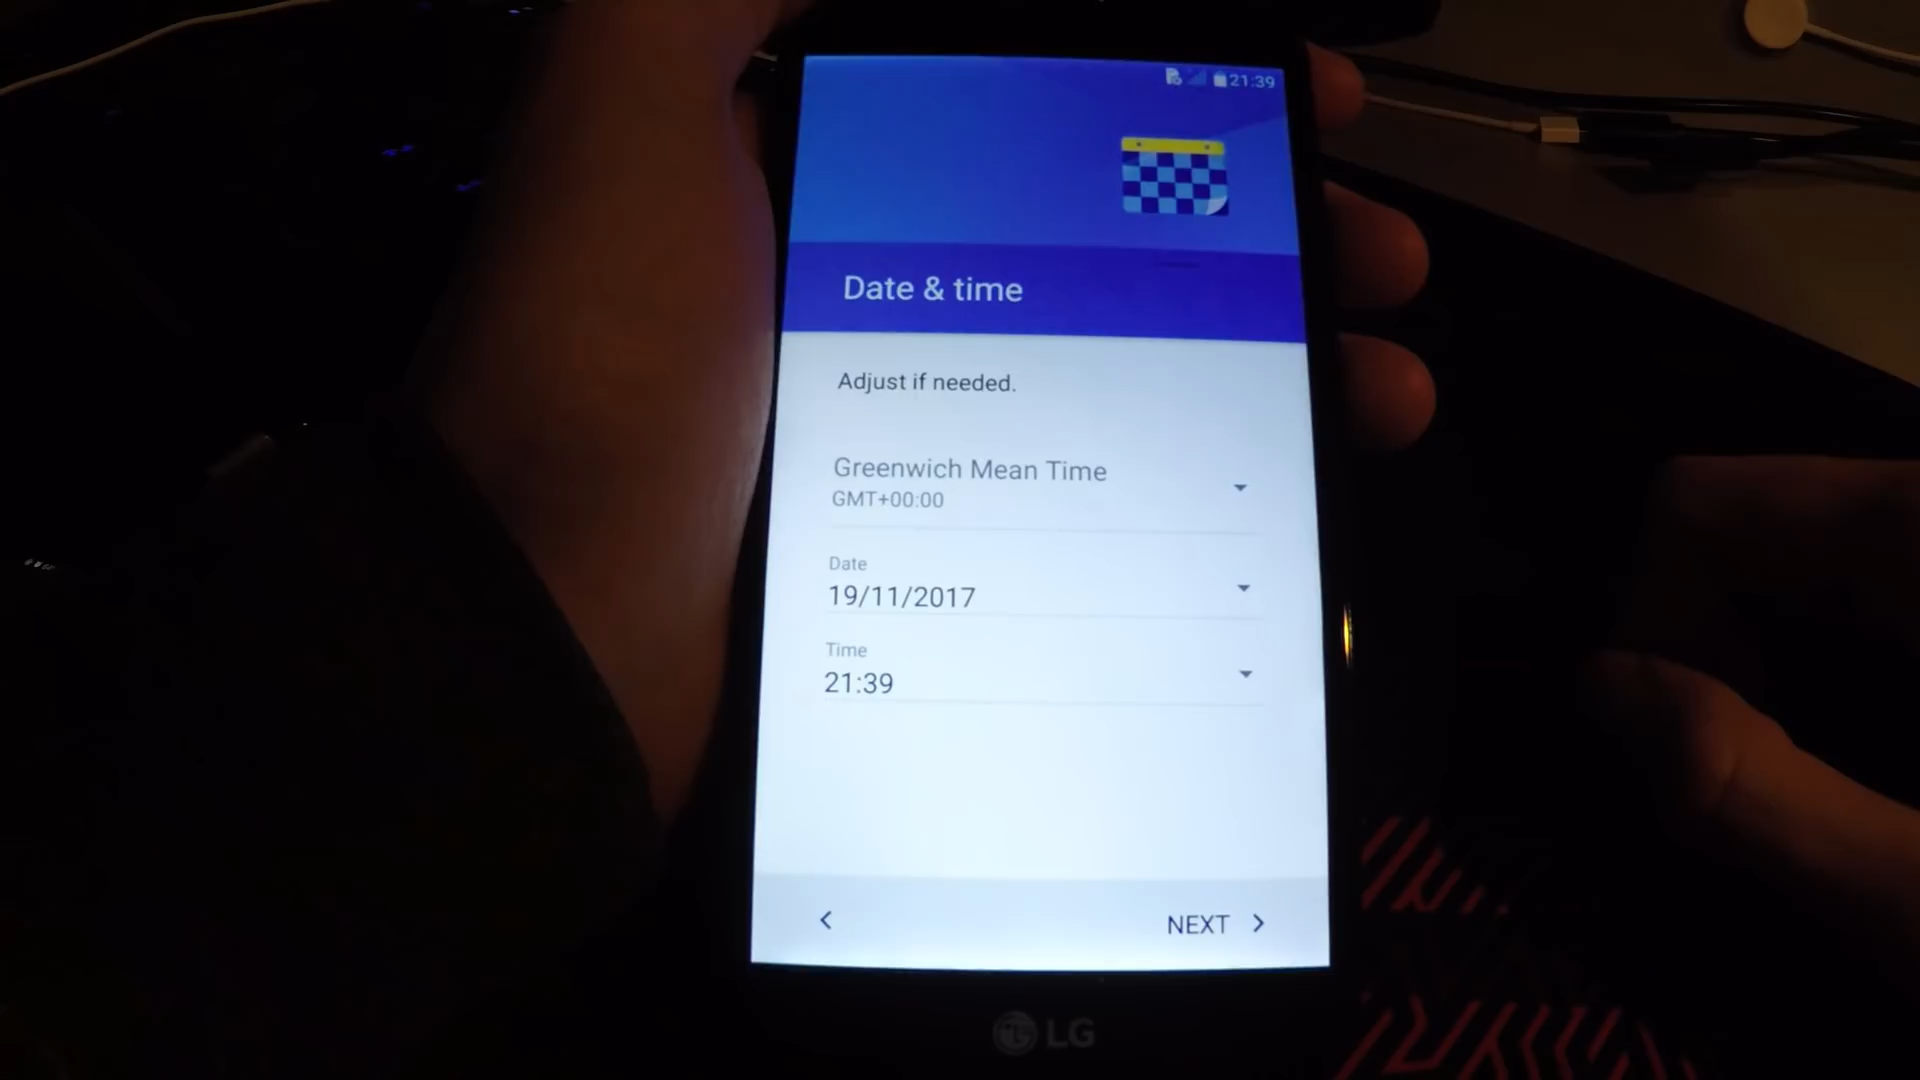 21:39
Date & time
Adjust if needed.
Greenwich Mean Time
GMT+00:00
Date
19/11/2017
Time
21:39
NEXT
LG